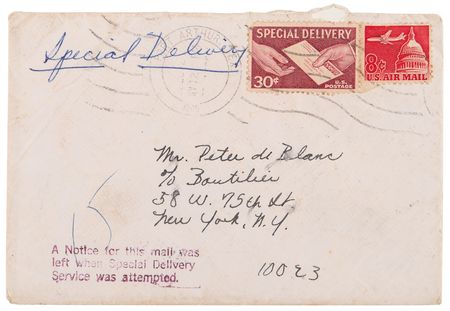 Special Delivery
ARTHUR
SPECIAL DELIVERY
30¢
U.S. POSTAGE
8¢
U.S. AIR MAIL
Mr. Peter de Blanc
c/o Boutilier
58 W. 75th St
New York, N.Y.
10023
A Notice for this mail was
left when Special Delivery
Service was attempted.